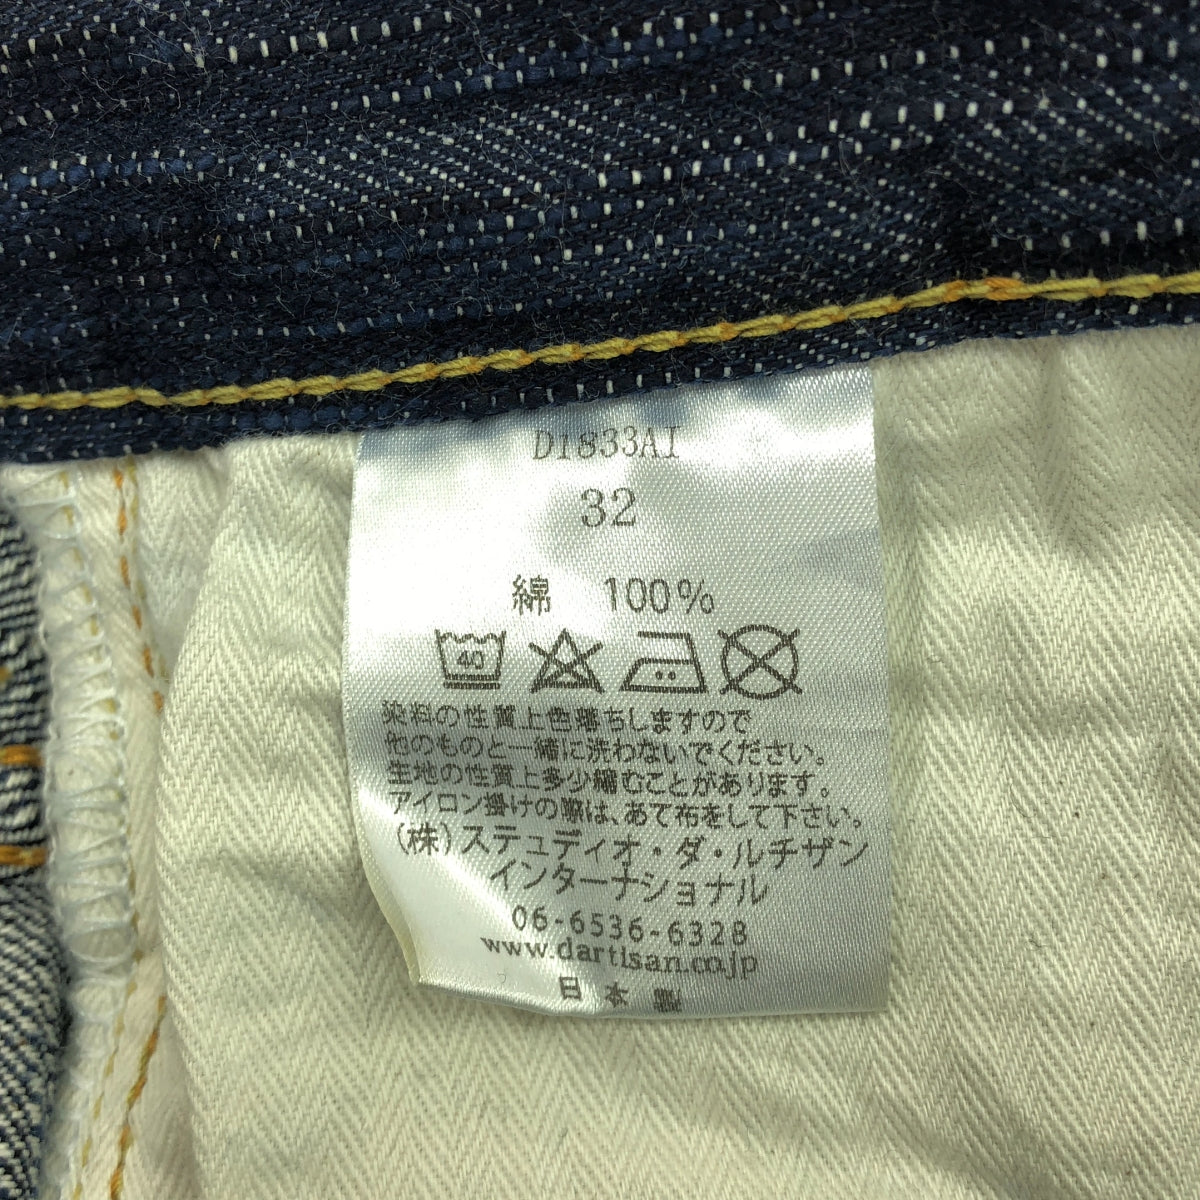 D1833AI
32
綿 100%
40
染料の性質上色落ちしますので
他のものと一緒に洗わないでください。
生地の性質上多少縮むことがあります。
アイロン掛けの際は、あて布をして下さい。
(株)ステュディオ・ダ・ルチザン
インターナショナル
06-6536-6328
www.dartisan.co.jp
日本製